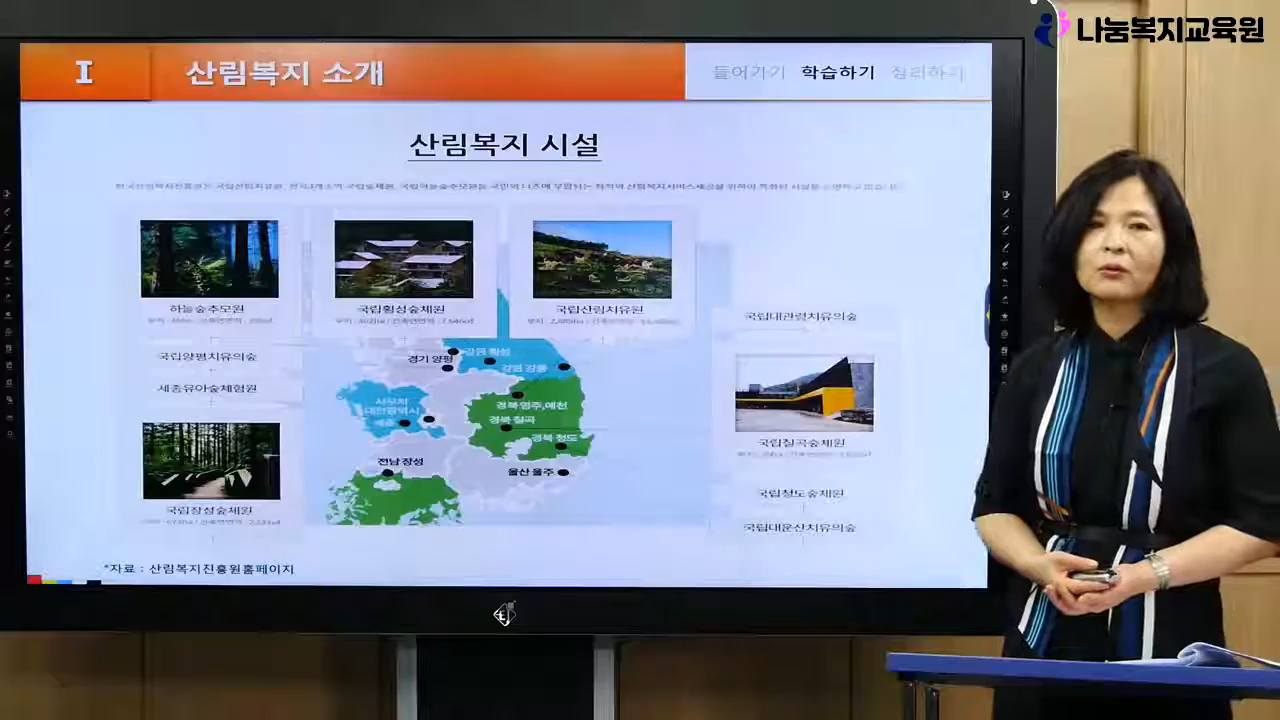 나눔복지교육원
I
산림복지 소개
들어가기 학습하기 정리하기
산림복지 시설
하늘숲추모원
국립횡성숲체원
국립산림치유원
국립양평치유의숲
세종유아숲체험원
국립장성숲체원
국립대관령치유의숲
국립칠곡숲체원
국립청도숲체원
국립대운산치유의숲
경기 양평
강원 횡성
강원 강릉
사무처
대전광역시
세종
경북 영주,예천
경북 칠곡
경북 청도
전남 장성
울산 울주
*자료 : 산림복지진흥원홈페이지